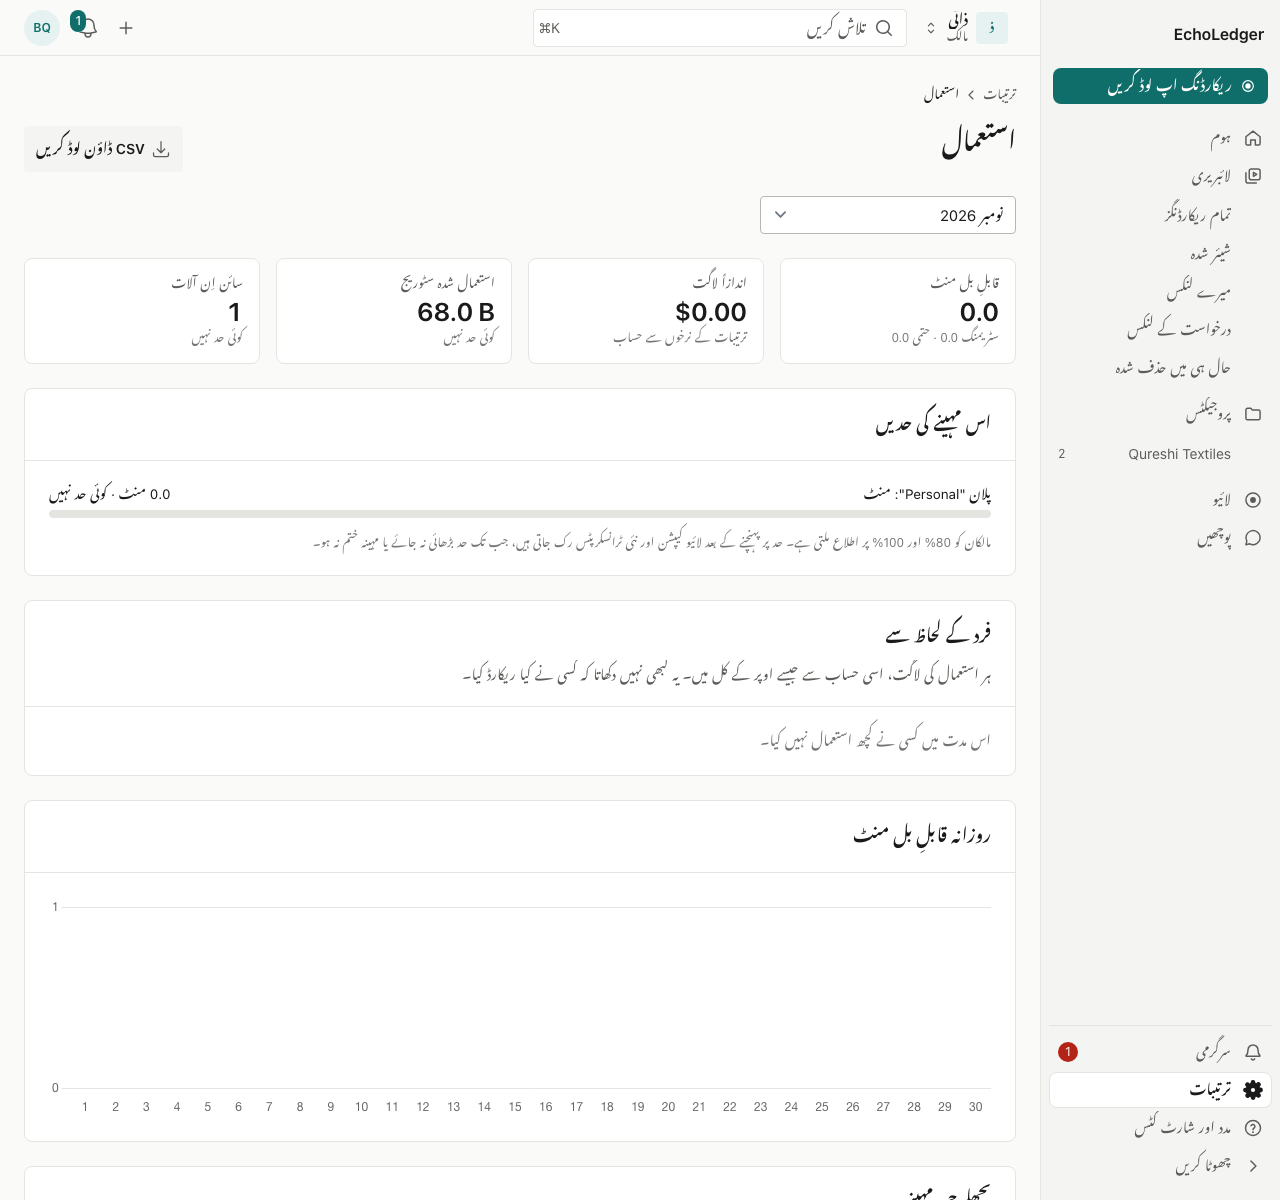 EchoLedger
ریکارڈنگ اپ لوڈ کریں
ہوم
لائبریری
تمام ریکارڈنگز
شیئر شدہ
میرے لنکس
درخواست کے لنکس
حال ہی میں حذف شدہ
پروجیکٹس
Qureshi Textiles 2
لائیو
پوچھیں
سرگرمی 1
ترتیبات
مدد اور شارٹ کٹس
چھوٹا کریں
ذ
ذاتی
مالک
تلاش کریں ⌘K
1
BQ
ترتیبات
استعمال
استعمال
CSV ڈاؤن لوڈ کریں
نومبر 2026
قابلِ بل منٹ
0.0
سٹریمنگ 0.0 · حتمی 0.0
اندازاً لاگت
$0.00
ترتیبات کے نرخوں سے حساب
استعمال شدہ سٹوریج
68.0 B
کوئی حد نہیں
سائن اِن آلات
1
کوئی حد نہیں
اس مہینے کی حدیں
پلان "Personal": منٹ
0.0 منٹ · کوئی حد نہیں
مالکان کو 80% اور 100% پر اطلاع ملتی ہے۔ حد پر پہنچنے کے بعد لائیو کیپشن اور نئی ٹرانسکرپٹس رک جاتی ہیں، جب تک حد بڑھائی نہ جائے یا مہینہ ختم نہ ہو۔
فرد کے لحاظ سے
ہر استعمال کی لاگت، اسی حساب سے جیسے اوپر کے کل میں۔ یہ کبھی نہیں دکھاتا کہ کسی نے کیا ریکارڈ کیا۔
اس مدت میں کسی نے کچھ استعمال نہیں کیا۔
روزانہ قابلِ بل منٹ
1
0
1 2 3 4 5 6 7 8 9 10 11 12 13 14 15 16 17 18 19 20 21 22 23 24 25 26 27 28 29 30